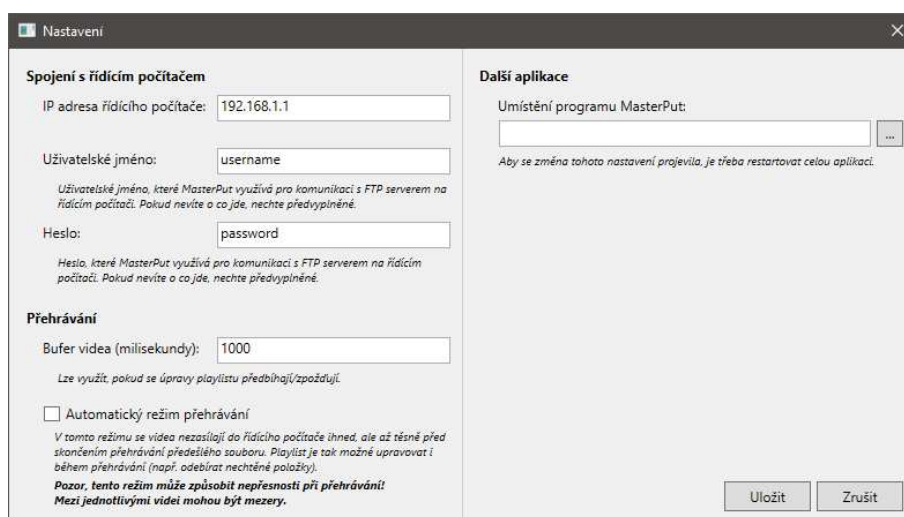 Nastavení
Spojení s řídícím počítačem
IP adresa řídícího počítače: 192.168.1.1
Uživatelské jméno: username
Uživatelské jméno, které MasterPut využívá pro komunikaci s FTP serverem na
řídícím počítači. Pokud nevíte o co jde, nechte předvyplněné.
Heslo: password
Heslo, které MasterPut využívá pro komunikaci s FTP serverem na řídícím
počítači. Pokud nevíte o co jde, nechte předvyplněné.
Přehrávání
Bufer videa (milisekundy): 1000
Lze využít, pokud se úpravy playlistu předbíhají/zpožďují.
Automatický režim přehrávání
V tomto režimu se videa nezasílají do řídícího počítače ihned, ale až těsně před
skončením přehrávání předešlého souboru. Playlist je tak možné upravovat i
během přehrávání (např. odebírat nechtěné položky).
Pozor, tento režim může způsobit nepřesnosti při přehrávání!
Mezi jednotlivými videi mohou být mezery.
Další aplikace
Umístění programu MasterPut:
...
Aby se změna tohoto nastavení projevila, je třeba restartovat celou aplikaci.
Uložit Zrušit